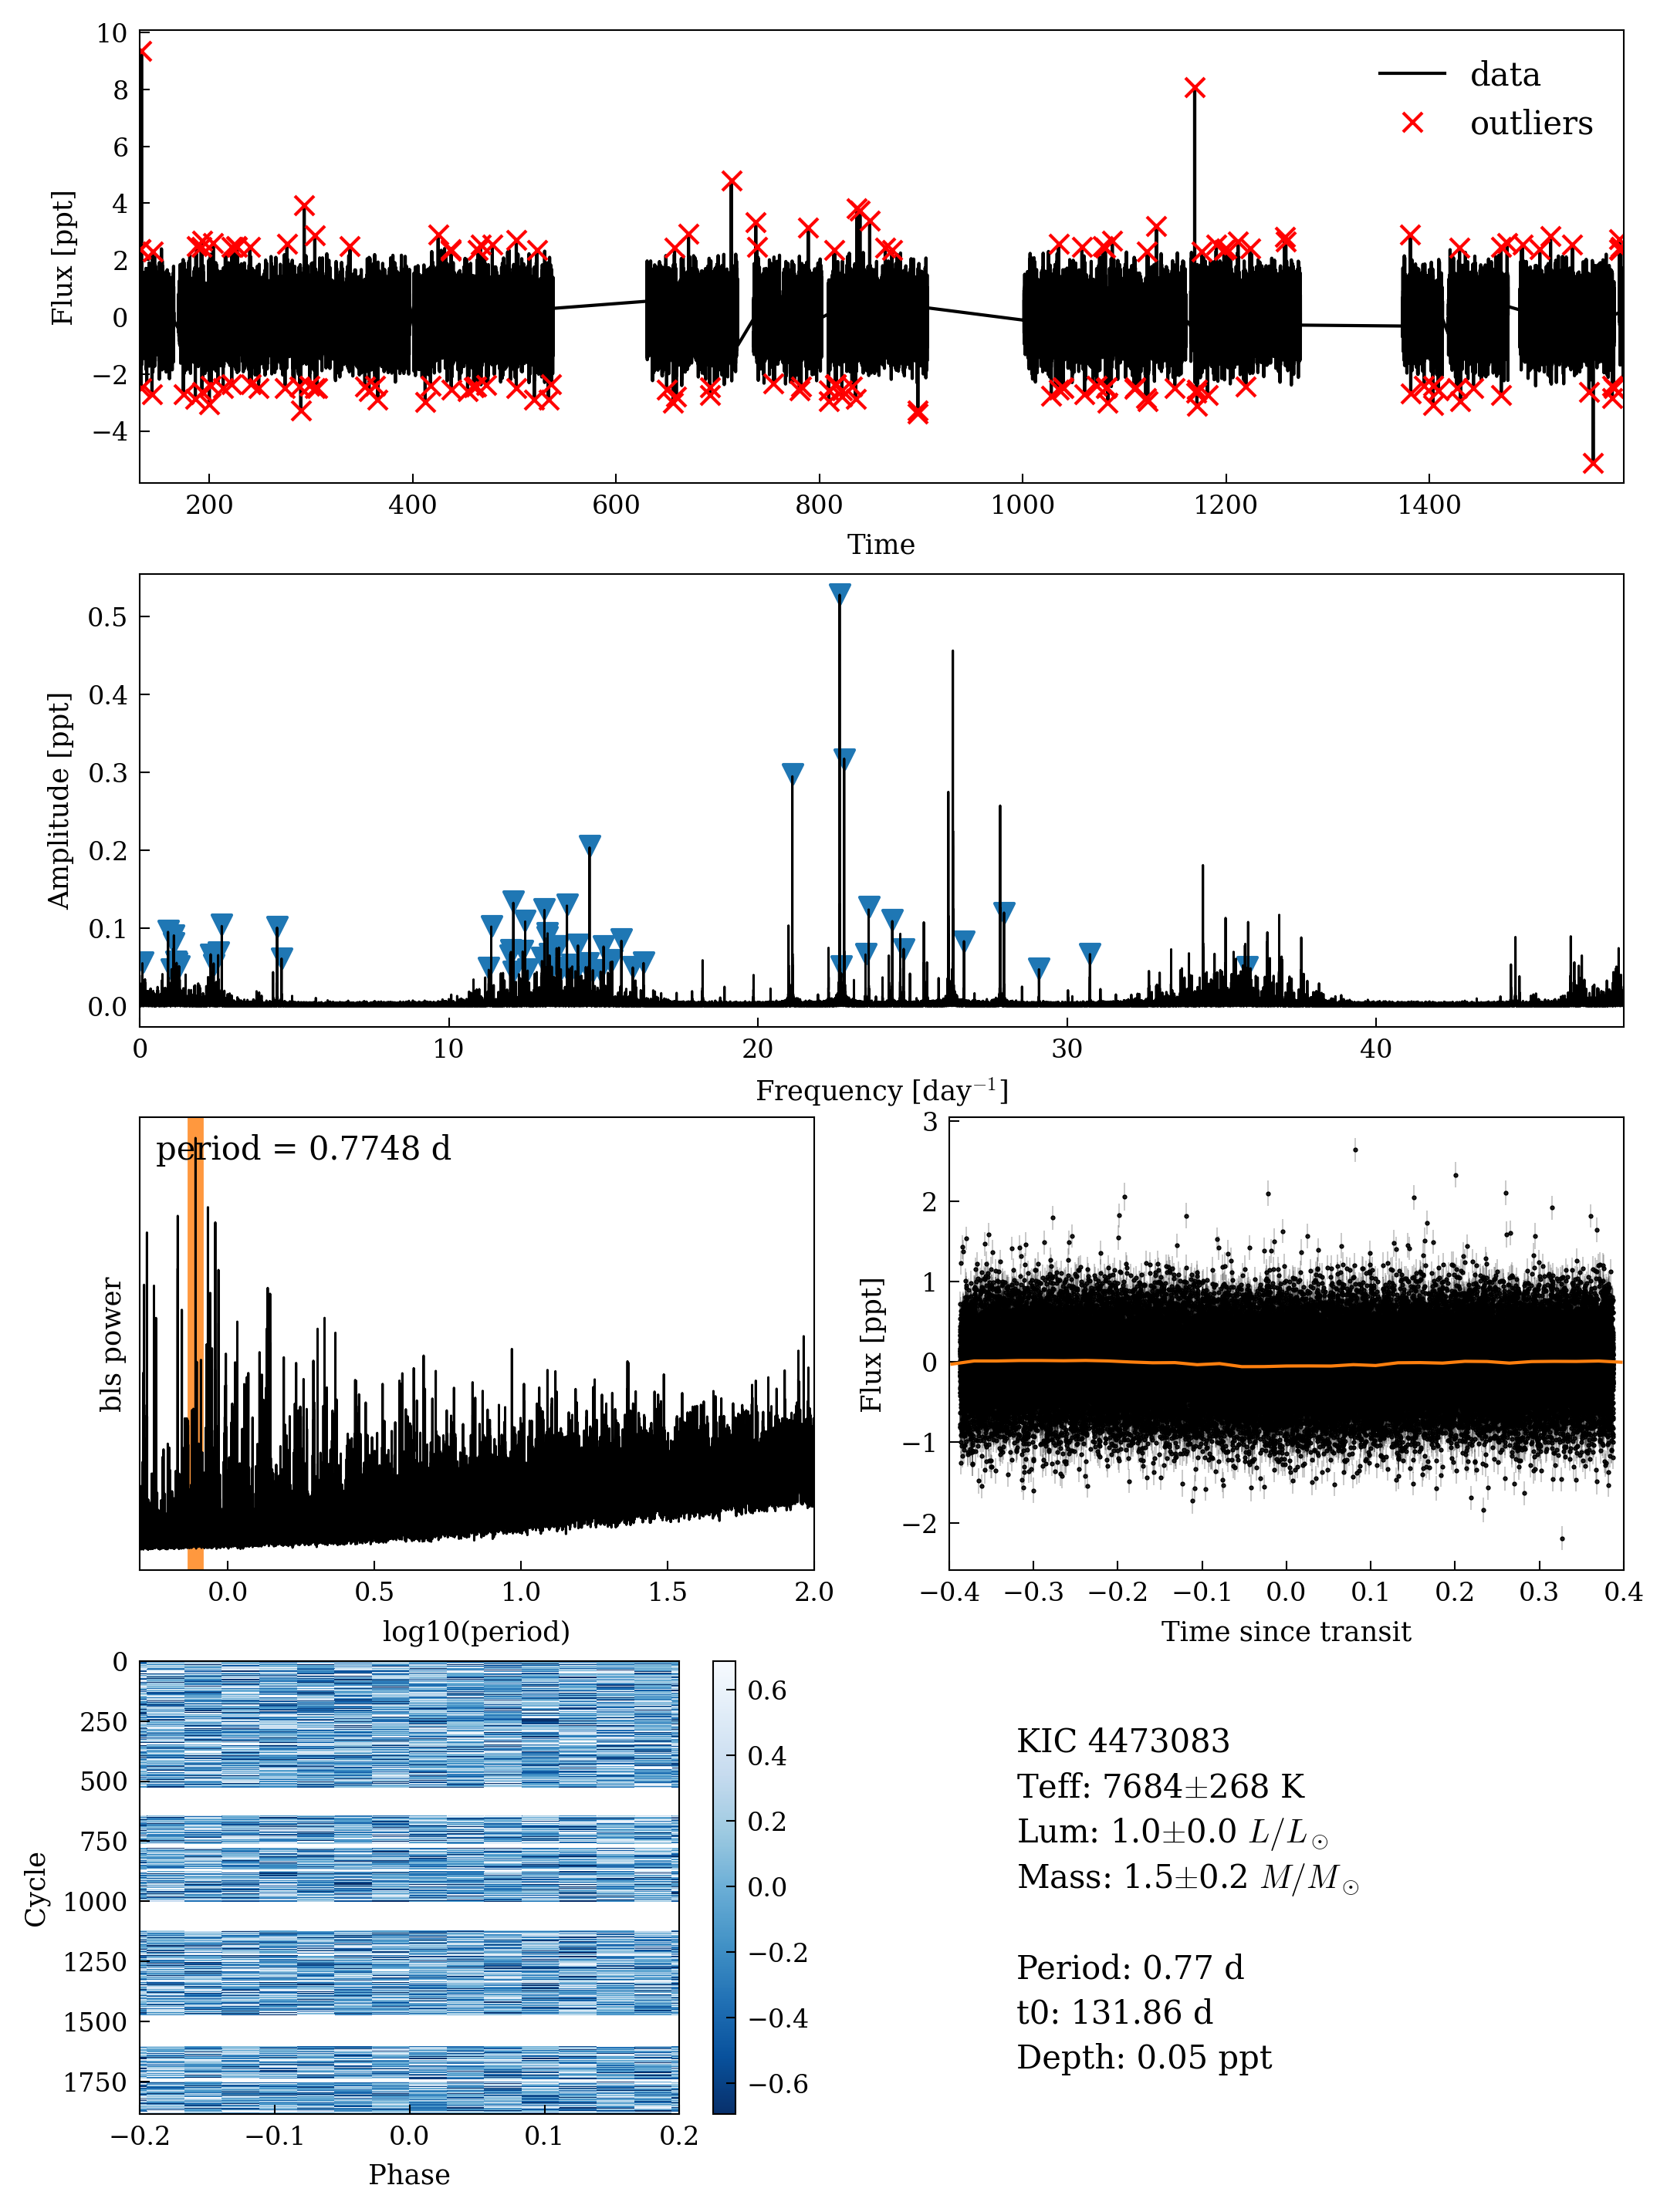 10
8
6
4
2
0
−2
−4
Flux [ppt]
data
outliers
200 400 600 800 1000 1200 1400
Time
0.5
0.4
0.3
0.2
0.1
0.0
Amplitude [ppt]
0 10 20 30 40
Frequency [day⁻¹]
period = 0.7748 d
bls power
0.0 0.5 1.0 1.5 2.0
log10(period)
3
2
1
0
−1
−2
Flux [ppt]
−0.4 −0.3 −0.2 −0.1 0.0 0.1 0.2 0.3 0.4
Time since transit
0
250
500
750
1000
1250
1500
1750
Cycle
−0.2 −0.1 0.0 0.1 0.2
Phase
0.6
0.4
0.2
0.0
−0.2
−0.4
−0.6
KIC 4473083
Teff: 7684±268 K
Lum: 1.0±0.0 L/L⊙
Mass: 1.5±0.2 M/M⊙
Period: 0.77 d
t0: 131.86 d
Depth: 0.05 ppt